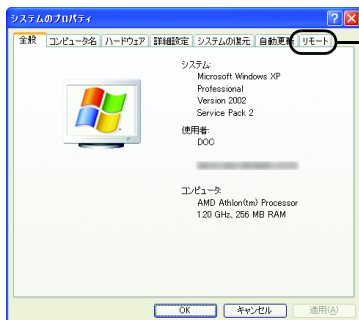 システムのプロパティ
全般 コンピュータ名 ハードウェア 詳細設定 システムの復元 自動更新 リモート
システム:
Microsoft Windows XP
Professional
Version 2002
Service Pack 2
使用者:
DOC
コンピュータ:
AMD Athlon(tm) Processor
1.20 GHz, 256 MB RAM
OK キャンセル 適用(A)